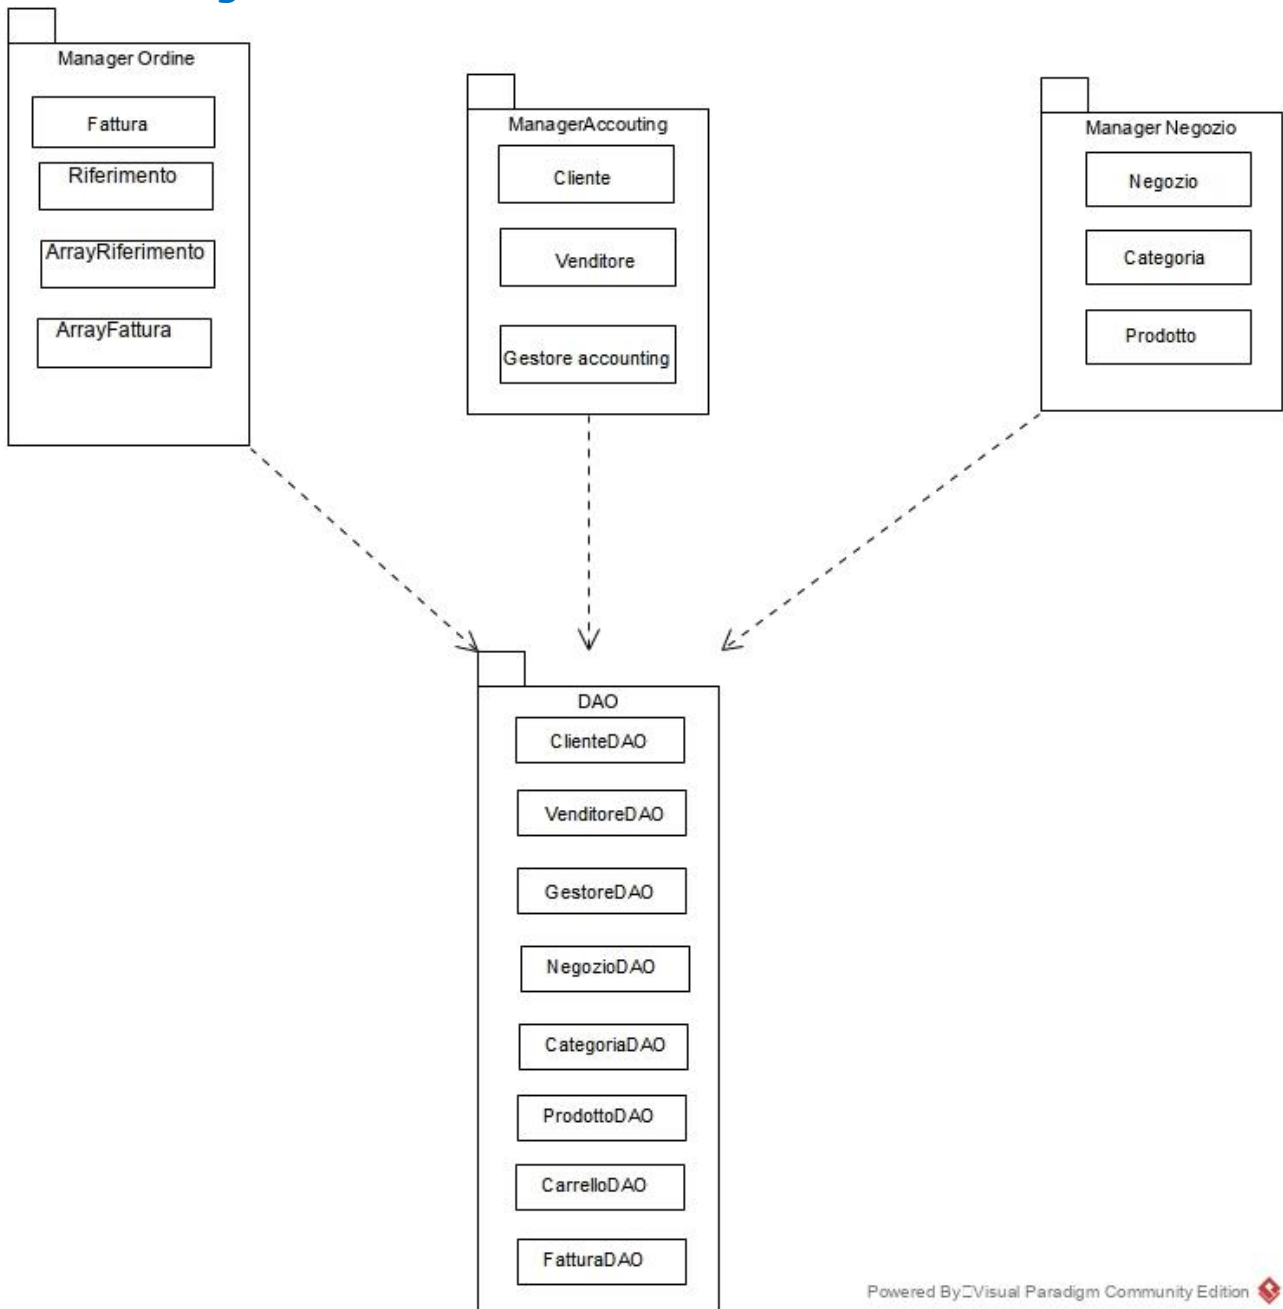 Manager Ordine
Fattura
Riferimento
ArrayRiferimento
ArrayFattura
ManagerAccouting
Cliente
Venditore
Gestore accounting
Manager Negozio
Negozio
Categoria
Prodotto
DAO
ClienteDAO
VenditoreDAO
GestoreDAO
NegozioDAO
CategoriaDAO
ProdottoDAO
CarrelloDAO
FatturaDAO
Powered By Visual Paradigm Community Edition